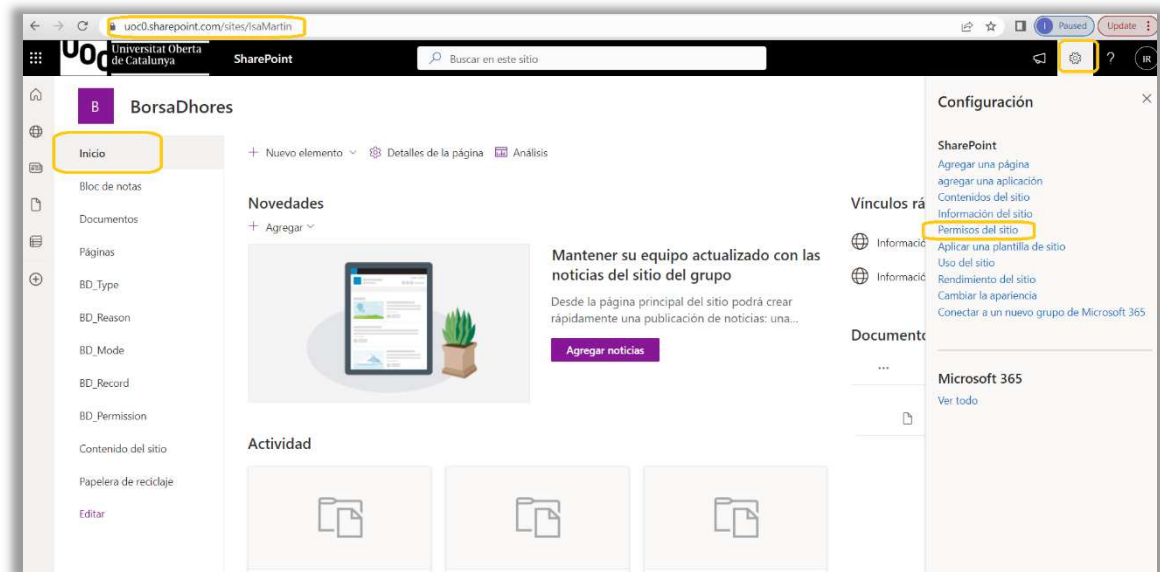 uoc0.sharepoint.com/sites/IsaMartin
I
Paused
Update
UOC
Universitat Oberta
de Catalunya
SharePoint
Buscar en este sitio
?
IR
B
BorsaDhores
Inicio
Bloc de notas
Documentos
Páginas
BD_Type
BD_Reason
BD_Mode
BD_Record
BD_Permission
Contenido del sitio
Papelera de reciclaje
Editar
Nuevo elemento
Detalles de la página
Análisis
Novedades
Agregar
Mantener su equipo actualizado con las
noticias del sitio del grupo
Desde la página principal del sitio podrá crear
rápidamente una publicación de noticias: una...
Agregar noticias
Actividad
Vínculos rá
Informació
Informació
Documento
...
Configuración
SharePoint
Agregar una página
agregar una aplicación
Contenidos del sitio
Información del sitio
Permisos del sitio
Aplicar una plantilla de sitio
Uso del sitio
Rendimiento del sitio
Cambiar la apariencia
Conectar a un nuevo grupo de Microsoft 365
Microsoft 365
Ver todo